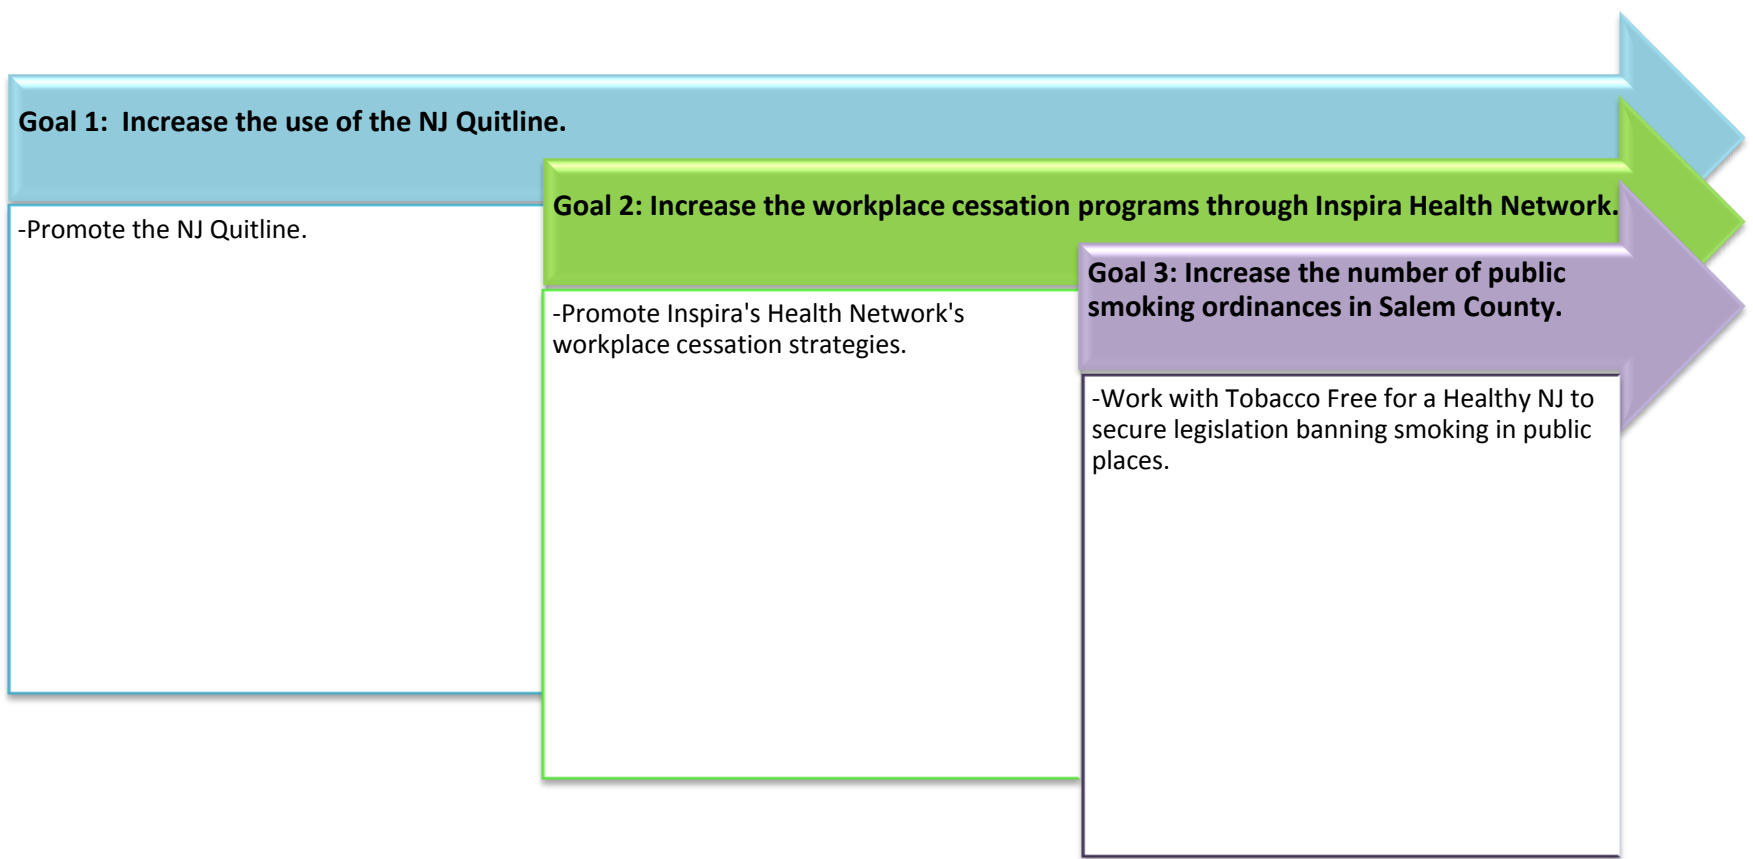 Goal 1:  Increase the use of the NJ Quitline.
-Promote the NJ Quitline.
Goal 2: Increase the workplace cessation programs through Inspira Health Network.
-Promote Inspira's Health Network's
workplace cessation strategies.
Goal 3: Increase the number of public
smoking ordinances in Salem County.
-Work with Tobacco Free for a Healthy NJ to
secure legislation banning smoking in public
places.